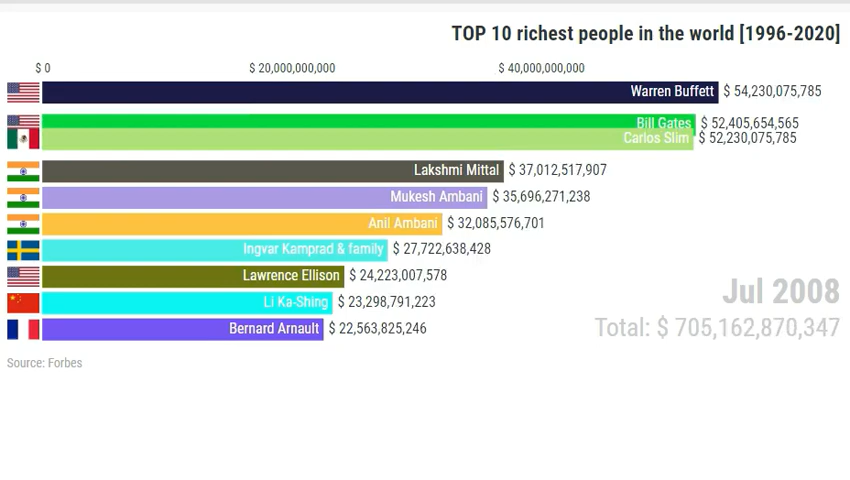 TOP 10 richest people in the world [1996-2020]
$ 0 $ 20,000,000,000 $ 40,000,000,000
Warren Buffett $ 54,230,075,785
Bill Gates $ 52,405,654,565
Carlos Slim $ 52,230,075,785
Lakshmi Mittal $ 37,012,517,907
Mukesh Ambani $ 35,696,271,238
Anil Ambani $ 32,085,576,701
Ingvar Kamprad & family $ 27,722,638,428
Lawrence Ellison $ 24,223,007,578
Li Ka-Shing $ 23,298,791,223
Bernard Arnault $ 22,563,825,246
Jul 2008
Total: $ 705,162,870,347
Source: Forbes